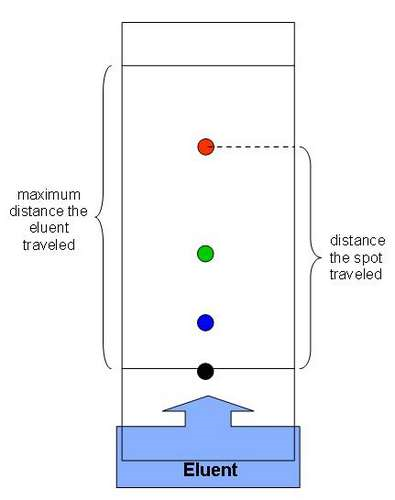 maximum
distance the
eluent
traveled
distance
the spot
traveled
Eluent